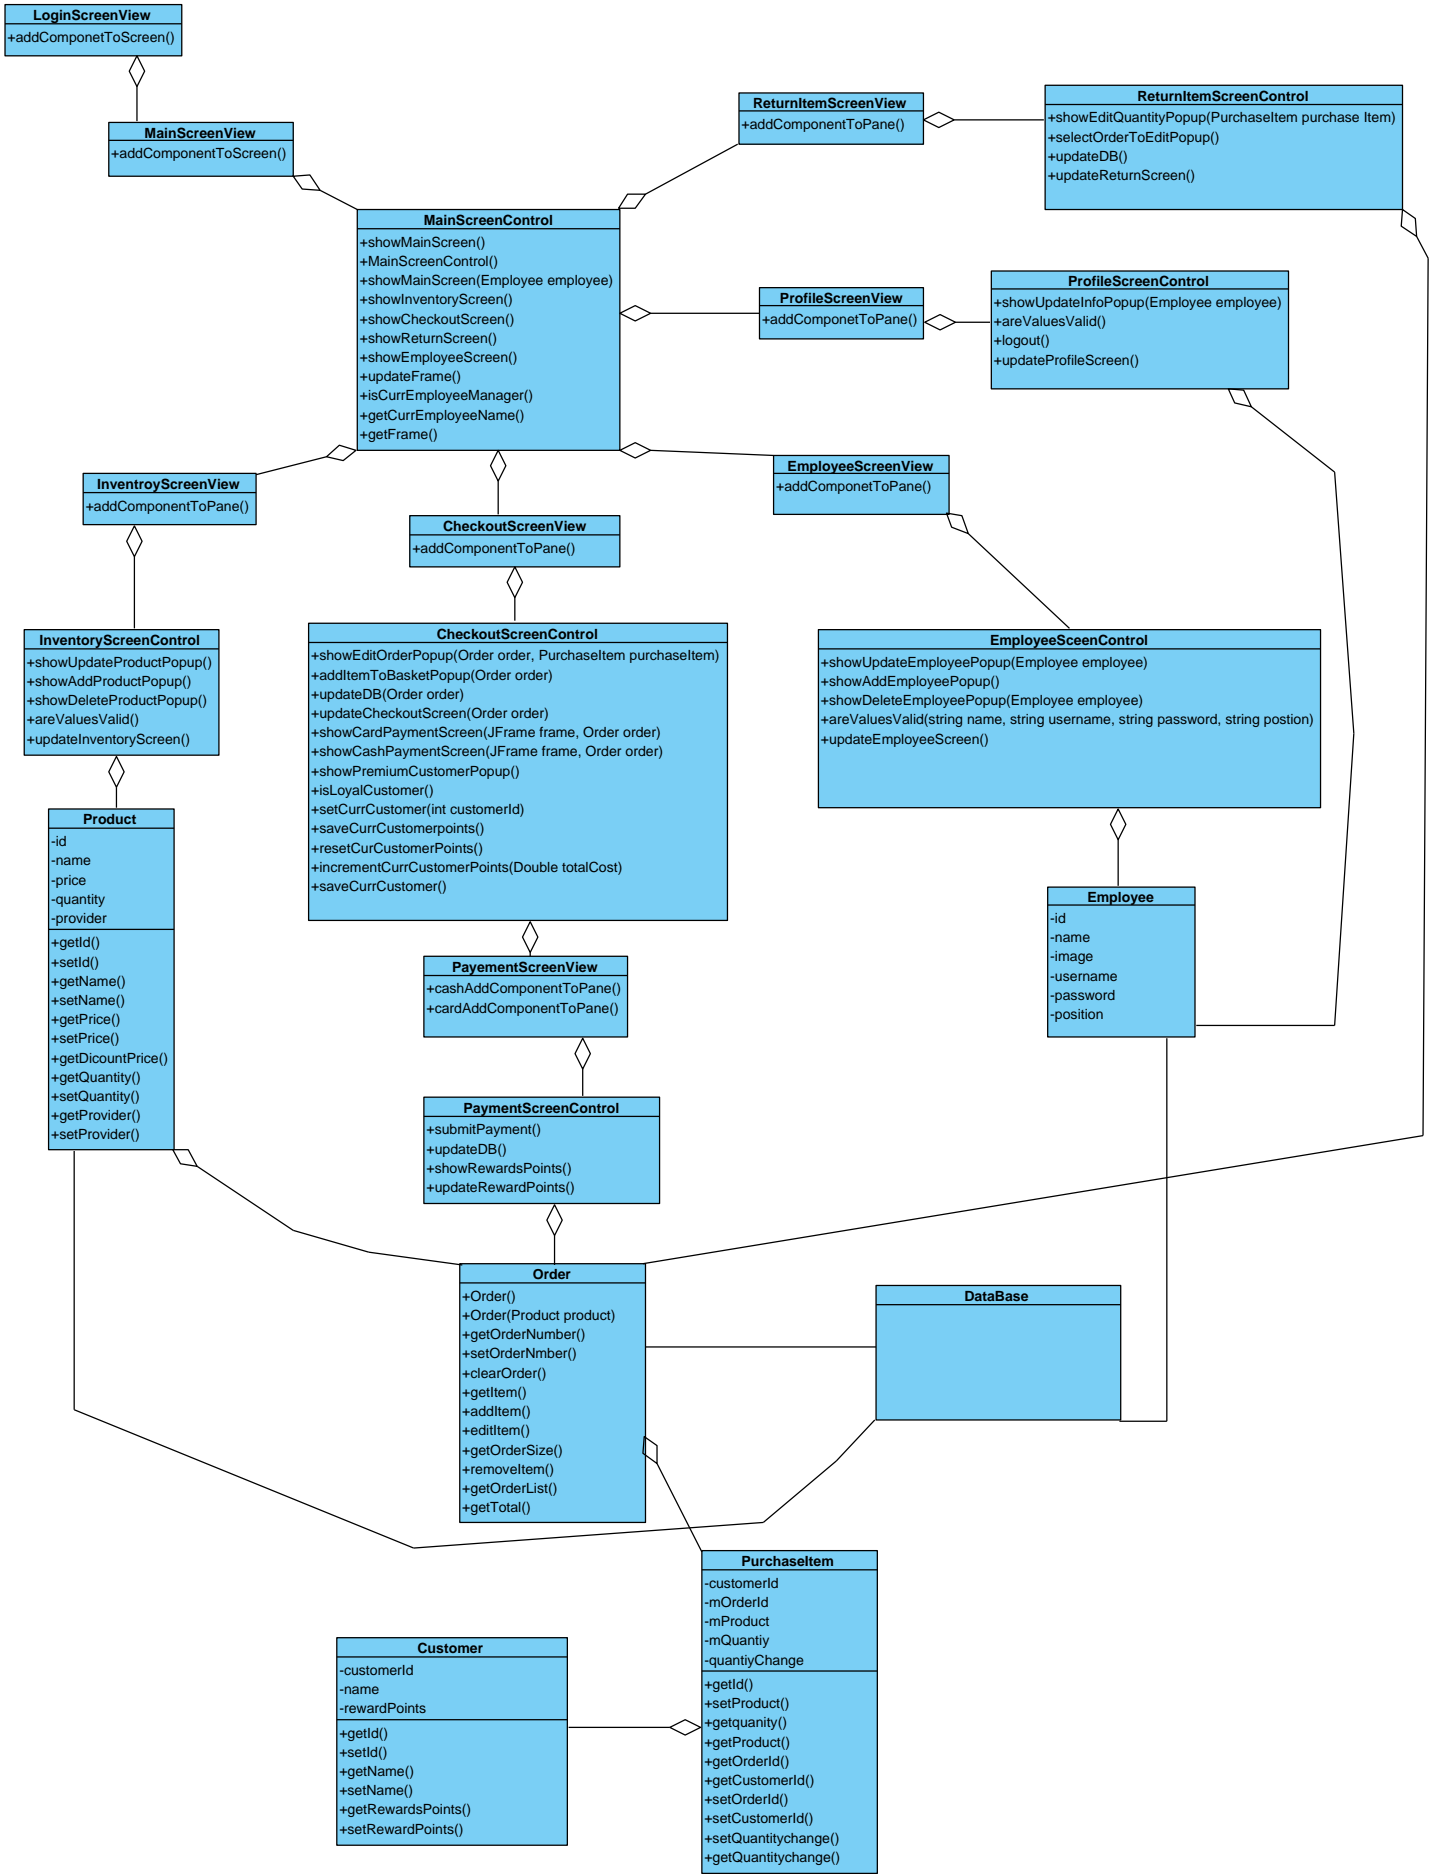 LoginScreenView
+addComponetToScreen()
MainScreenView
+addComponentToScreen()
ReturnItemScreenView
+addComponentToPane()
ReturnItemScreenControl
+showEditQuantityPopup(PurchaseItem purchase Item)
+selectOrderToEditPopup()
+updateDB()
+updateReturnScreen()
MainScreenControl
+showMainScreen()
+MainScreenControl()
+showMainScreen(Employee employee)
+showInventoryScreen()
+showCheckoutScreen()
+showReturnScreen()
+showEmployeeScreen()
+updateFrame()
+isCurrEmployeeManager()
+getCurrEmployeeName()
+getFrame()
ProfileScreenView
+addComponetToPane()
ProfileScreenControl
+showUpdateInfoPopup(Employee employee)
+areValuesValid()
+logout()
+updateProfileScreen()
InventroyScreenView
+addComponentToPane()
CheckoutScreenView
+addComponentToPane()
EmployeeScreenView
+addComponetToPane()
InventoryScreenControl
+showUpdateProductPopup()
+showAddProductPopup()
+showDeleteProductPopup()
+areValuesValid()
+updateInventoryScreen()
CheckoutScreenControl
+showEditOrderPopup(Order order, PurchaseItem purchaseItem)
+addItemToBasketPopup(Order order)
+updateDB(Order order)
+updateCheckoutScreen(Order order)
+showCardPaymentScreen(JFrame frame, Order order)
+showCashPaymentScreen(JFrame frame, Order order)
+showPremiumCustomerPopup()
+isLoyalCustomer()
+setCurrCustomer(int customerId)
+saveCurrCustomerpoints()
+resetCurCustomerPoints()
+incrementCurrCustomerPoints(Double totalCost)
+saveCurrCustomer()
EmployeeSceenControl
+showUpdateEmployeePopup(Employee employee)
+showAddEmployeePopup()
+showDeleteEmployeePopup(Employee employee)
+areValuesValid(string name, string username, string password, string postion)
+updateEmployeeScreen()
Product
-id
-name
-price
-quantity
-provider
+getId()
+setId()
+getName()
+setName()
+getPrice()
+setPrice()
+getDicountPrice()
+getQuantity()
+setQuantity()
+getProvider()
+setProvider()
Employee
-id
-name
-image
-username
-password
-position
PayementScreenView
+cashAddComponentToPane()
+cardAddComponentToPane()
PaymentScreenControl
+submitPayment()
+updateDB()
+showRewardsPoints()
+updateRewardPoints()
Order
+Order()
+Order(Product product)
+getOrderNumber()
+setOrderNmber()
+clearOrder()
+getItem()
+addItem()
+editItem()
+getOrderSize()
+removeItem()
+getOrderList()
+getTotal()
DataBase
PurchaseItem
-customerId
-mOrderId
-mProduct
-mQuantiy
-quantiyChange
+getId()
+setProduct()
+getquanity()
+getProduct()
+getOrderId()
+getCustomerId()
+setOrderId()
+setCustomerId()
+setQuantitychange()
+getQuantitychange()
Customer
-customerId
-name
-rewardPoints
+getId()
+setId()
+getName()
+setName()
+getRewardsPoints()
+setRewardPoints()